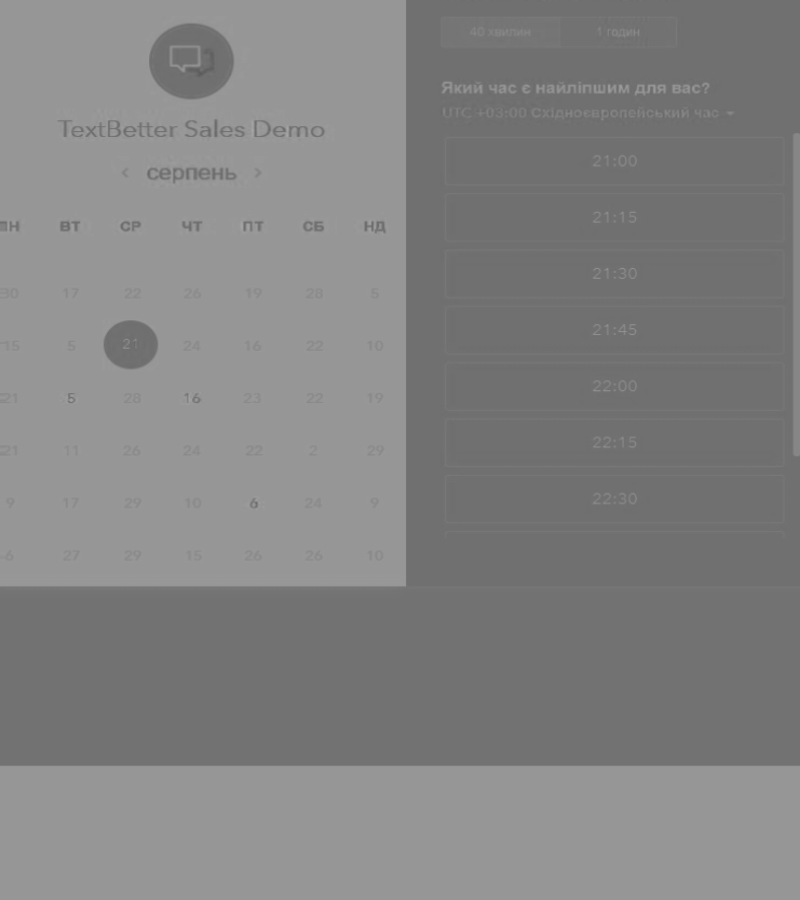 TextBetter Sales Demo
серпень
ПН ВТ СР ЧТ ПТ СБ НД
30 17 22 26 19 28 5
15 5 21 24 16 22 10
21 5 28 16 23 22 19
21 11 26 24 22 2 29
9 17 29 10 6 24 9
6 27 29 15 26 26 10
40 хвилин 1 годин
Який час є найліпшим для вас?
UTC +03:00 Східноєвропейський час
21:00
21:15
21:30
21:45
22:00
22:15
22:30